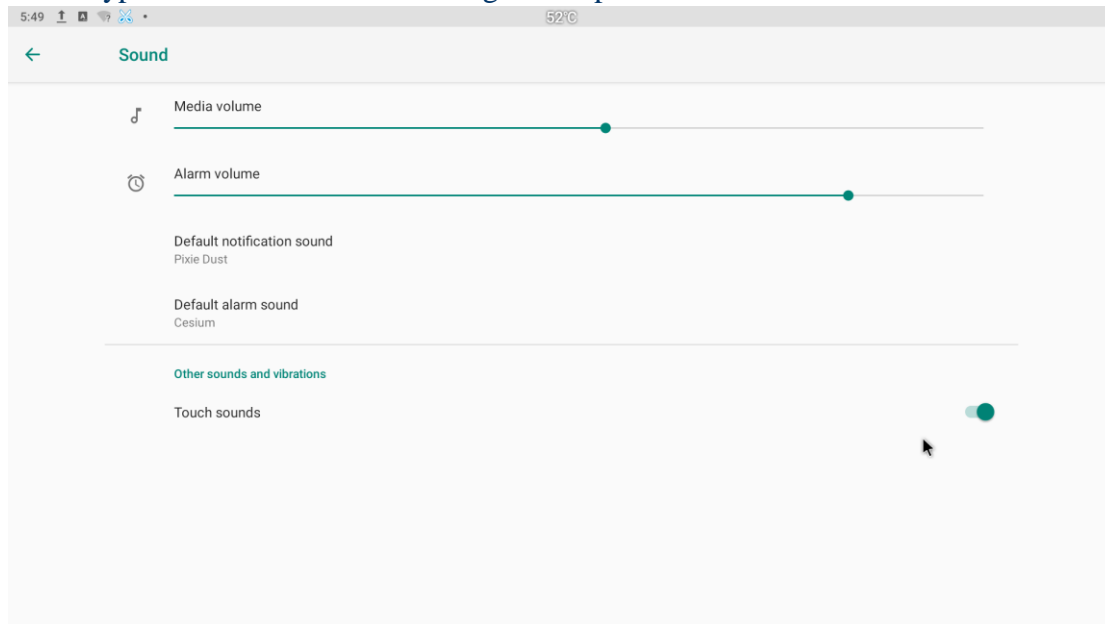 5:49
52°C
Sound
Media volume
Alarm volume
Default notification sound
Pixie Dust
Default alarm sound
Cesium
Other sounds and vibrations
Touch sounds